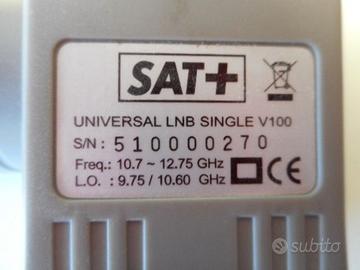 SAT+
UNIVERSAL LNB SINGLE V100
S/N: 510000270
Freq.: 10.7 ~ 12.75 GHz
L.O. : 9.75 / 10.60 GHz
CE
subito